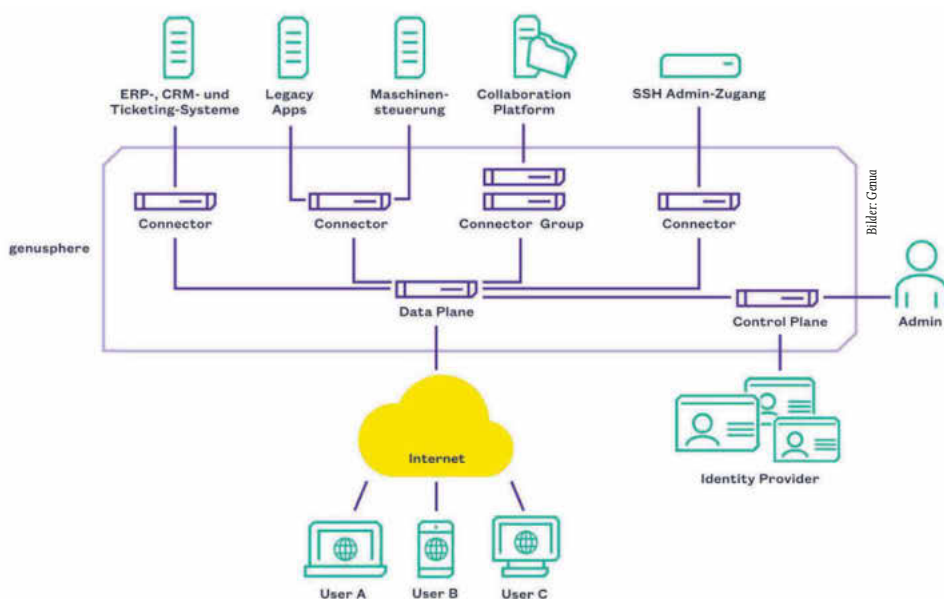 ERP-, CRM- und
Ticketing-Systeme
Legacy
Apps
Maschinen-
steuerung
Collaboration
Platform
SSH Admin-Zugang
Connector
Connector
Connector Group
Connector
Bilder: Genua
genusphere
Data Plane
Control Plane
Admin
Internet
Identity Provider
User A
User B
User C